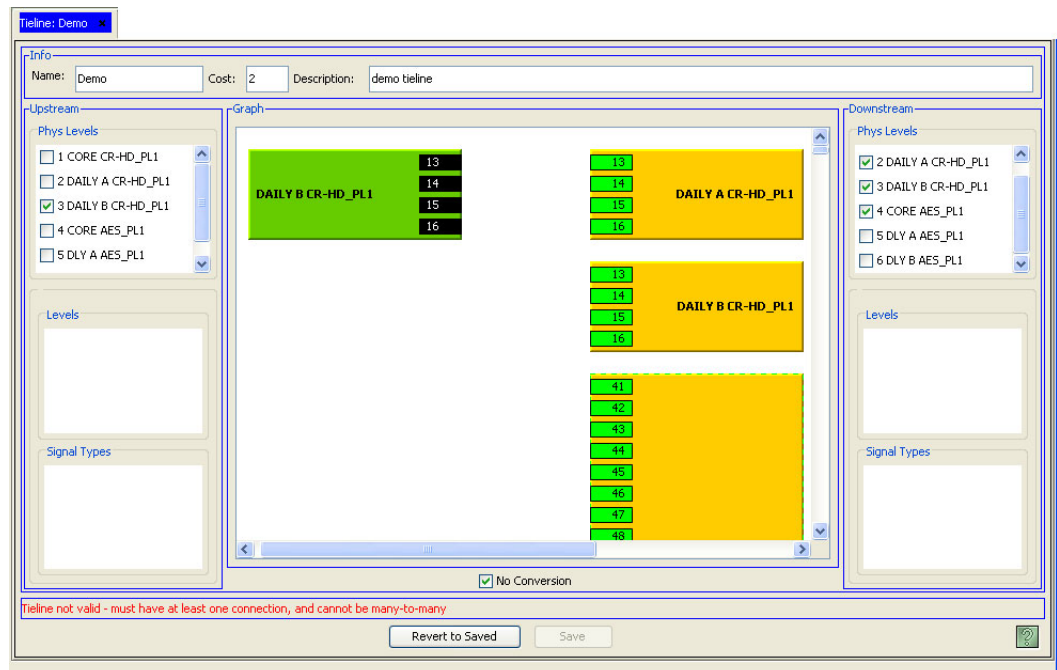 Tieline: Demo ×
Info
Name: Demo Cost: 2 Description: demo tieline
Upstream
Phys Levels
1 CORE CR-HD_PL1
2 DAILY A CR-HD_PL1
3 DAILY B CR-HD_PL1
4 CORE AES_PL1
5 DLY A AES_PL1
Levels
Signal Types
Graph
DAILY B CR-HD_PL1
13
14
15
16
13
14
15
16
DAILY A CR-HD_PL1
13
14
15
16
DAILY B CR-HD_PL1
41
42
43
44
45
46
47
48
No Conversion
Downstream
Phys Levels
2 DAILY A CR-HD_PL1
3 DAILY B CR-HD_PL1
4 CORE AES_PL1
5 DLY A AES_PL1
6 DLY B AES_PL1
Levels
Signal Types
Tieline not valid - must have at least one connection, and cannot be many-to-many
Revert to Saved Save ?